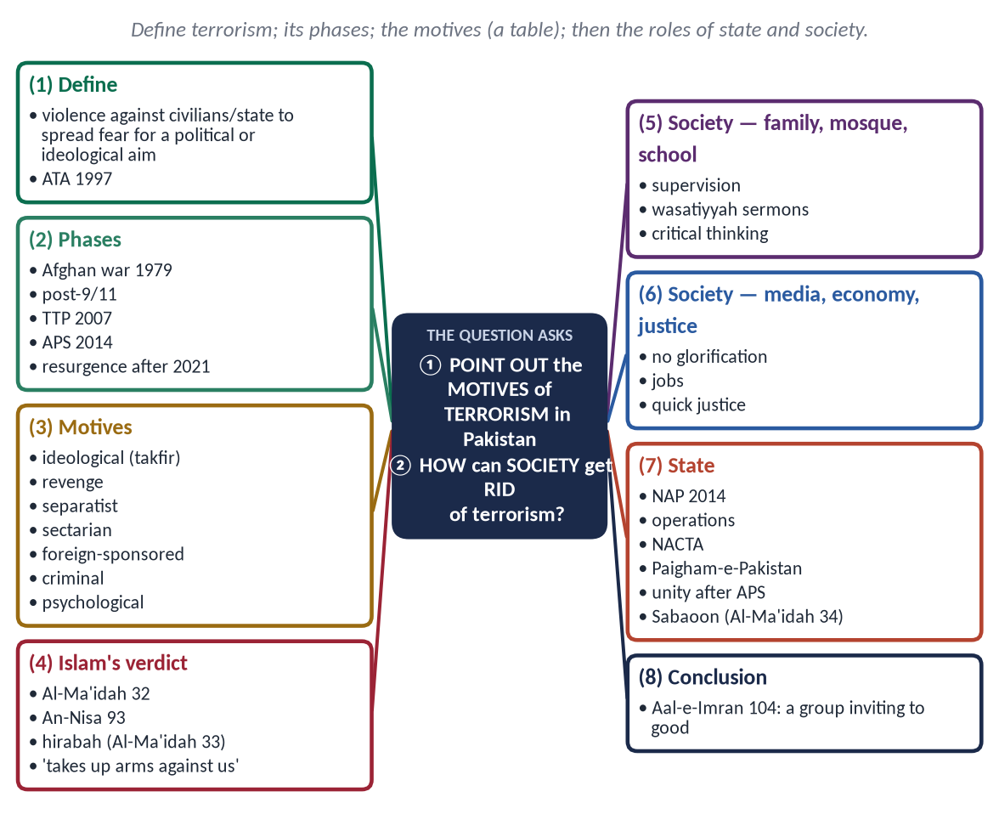 Define terrorism; its phases; the motives (a table); then the roles of state and society.
(1) Define
• violence against civilians/state to
spread fear for a political or
ideological aim
• ATA 1997
(2) Phases
• Afghan war 1979
• post-9/11
• TTP 2007
• APS 2014
• resurgence after 2021
(3) Motives
• ideological (takfir)
• revenge
• separatist
• sectarian
• foreign-sponsored
• criminal
• psychological
(4) Islam's verdict
• Al-Ma'idah 32
• An-Nisa 93
• hirabah (Al-Ma'idah 33)
• 'takes up arms against us'
THE QUESTION ASKS
① POINT OUT the
MOTIVES of
TERRORISM in
Pakistan
② HOW can SOCIETY get
RID
of terrorism?
(5) Society — family, mosque,
school
• supervision
• wasatiyyah sermons
• critical thinking
(6) Society — media, economy,
justice
• no glorification
• jobs
• quick justice
(7) State
• NAP 2014
• operations
• NACTA
• Paigham-e-Pakistan
• unity after APS
• Sabaoon (Al-Ma'idah 34)
(8) Conclusion
• Aal-e-Imran 104: a group inviting to
good